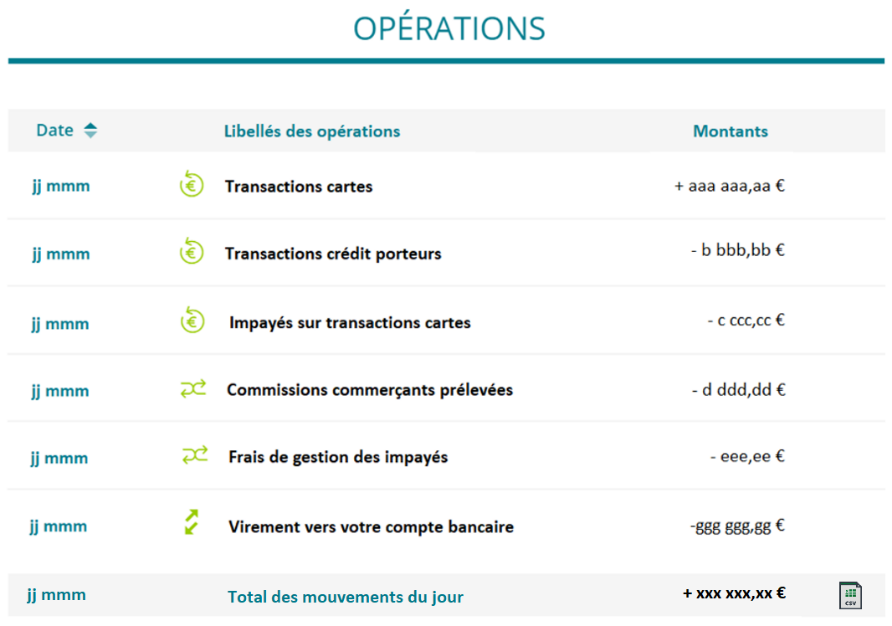 OPÉRATIONS
Date Libellés des opérations Montants
jj mmm Transactions cartes + aaa aaa,aa €
jj mmm Transactions crédit porteurs - b bbb,bb €
jj mmm Impayés sur transactions cartes - c ccc,cc €
jj mmm Commissions commerçants prélevées - d ddd,dd €
jj mmm Frais de gestion des impayés - eee,ee €
jj mmm Virement vers votre compte bancaire -ggg ggg,gg €
jj mmm Total des mouvements du jour + xxx xxx,xx € CSV